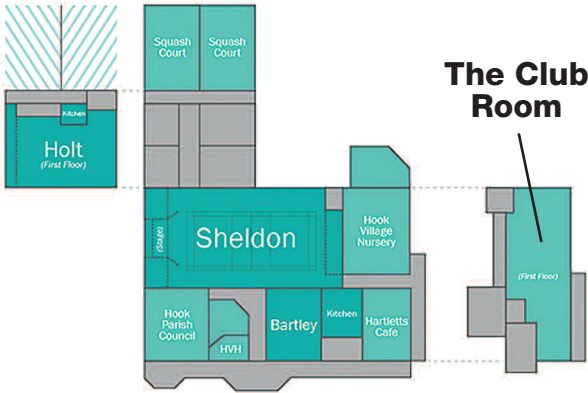 Squash
Court
Squash
Court
The Club
Room
Kitchen
Holt
(First Floor)
(Stage)
Sheldon
Hook
Village
Nursery
(First Floor)
Hook
Parish
Council
HVH
Bartley
Kitchen
Hartletts
Cafe